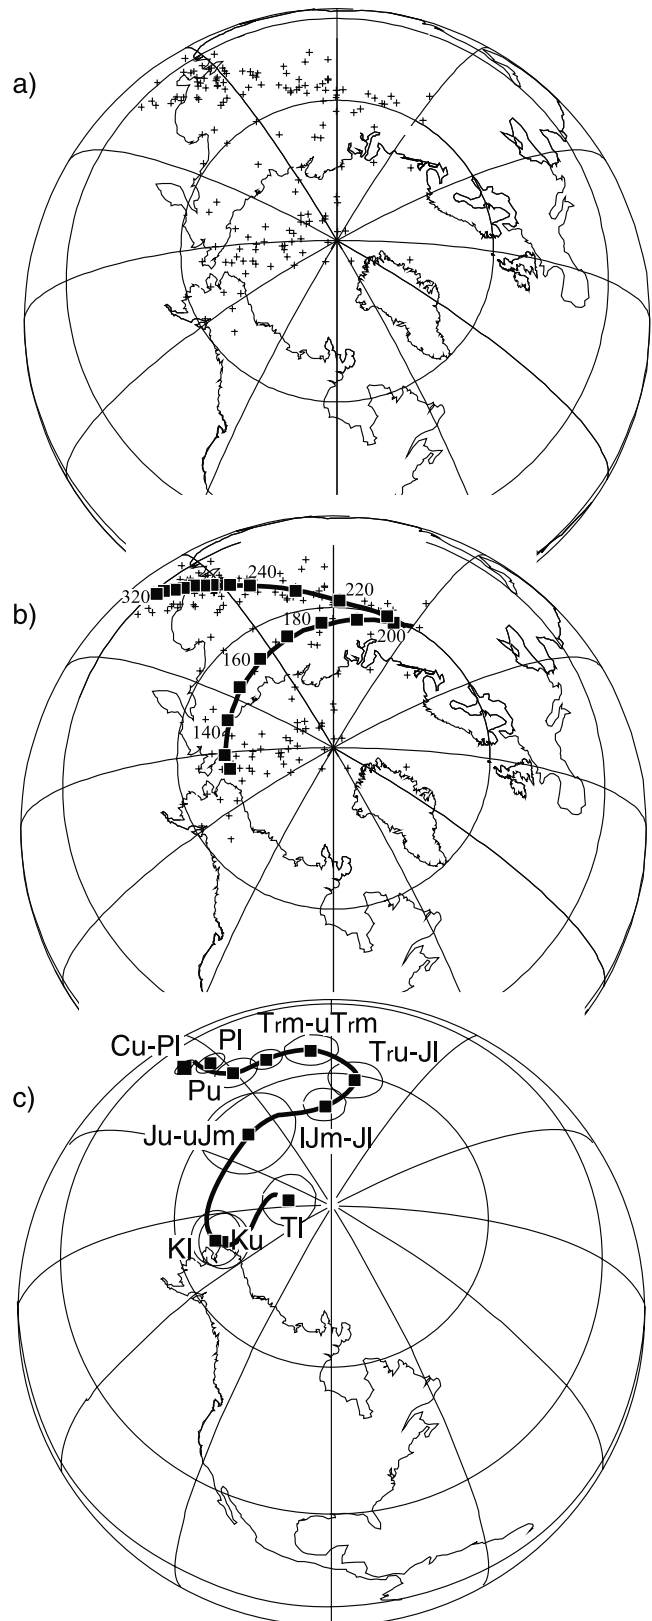 a)
b)
240
320
220
180
200
160
140
c)
Trm-uTrm
Cu-Pl
Pl
Tru-Jl
Pu
Ju-uJm
lJm-Jl
Kl
Ku
Tl